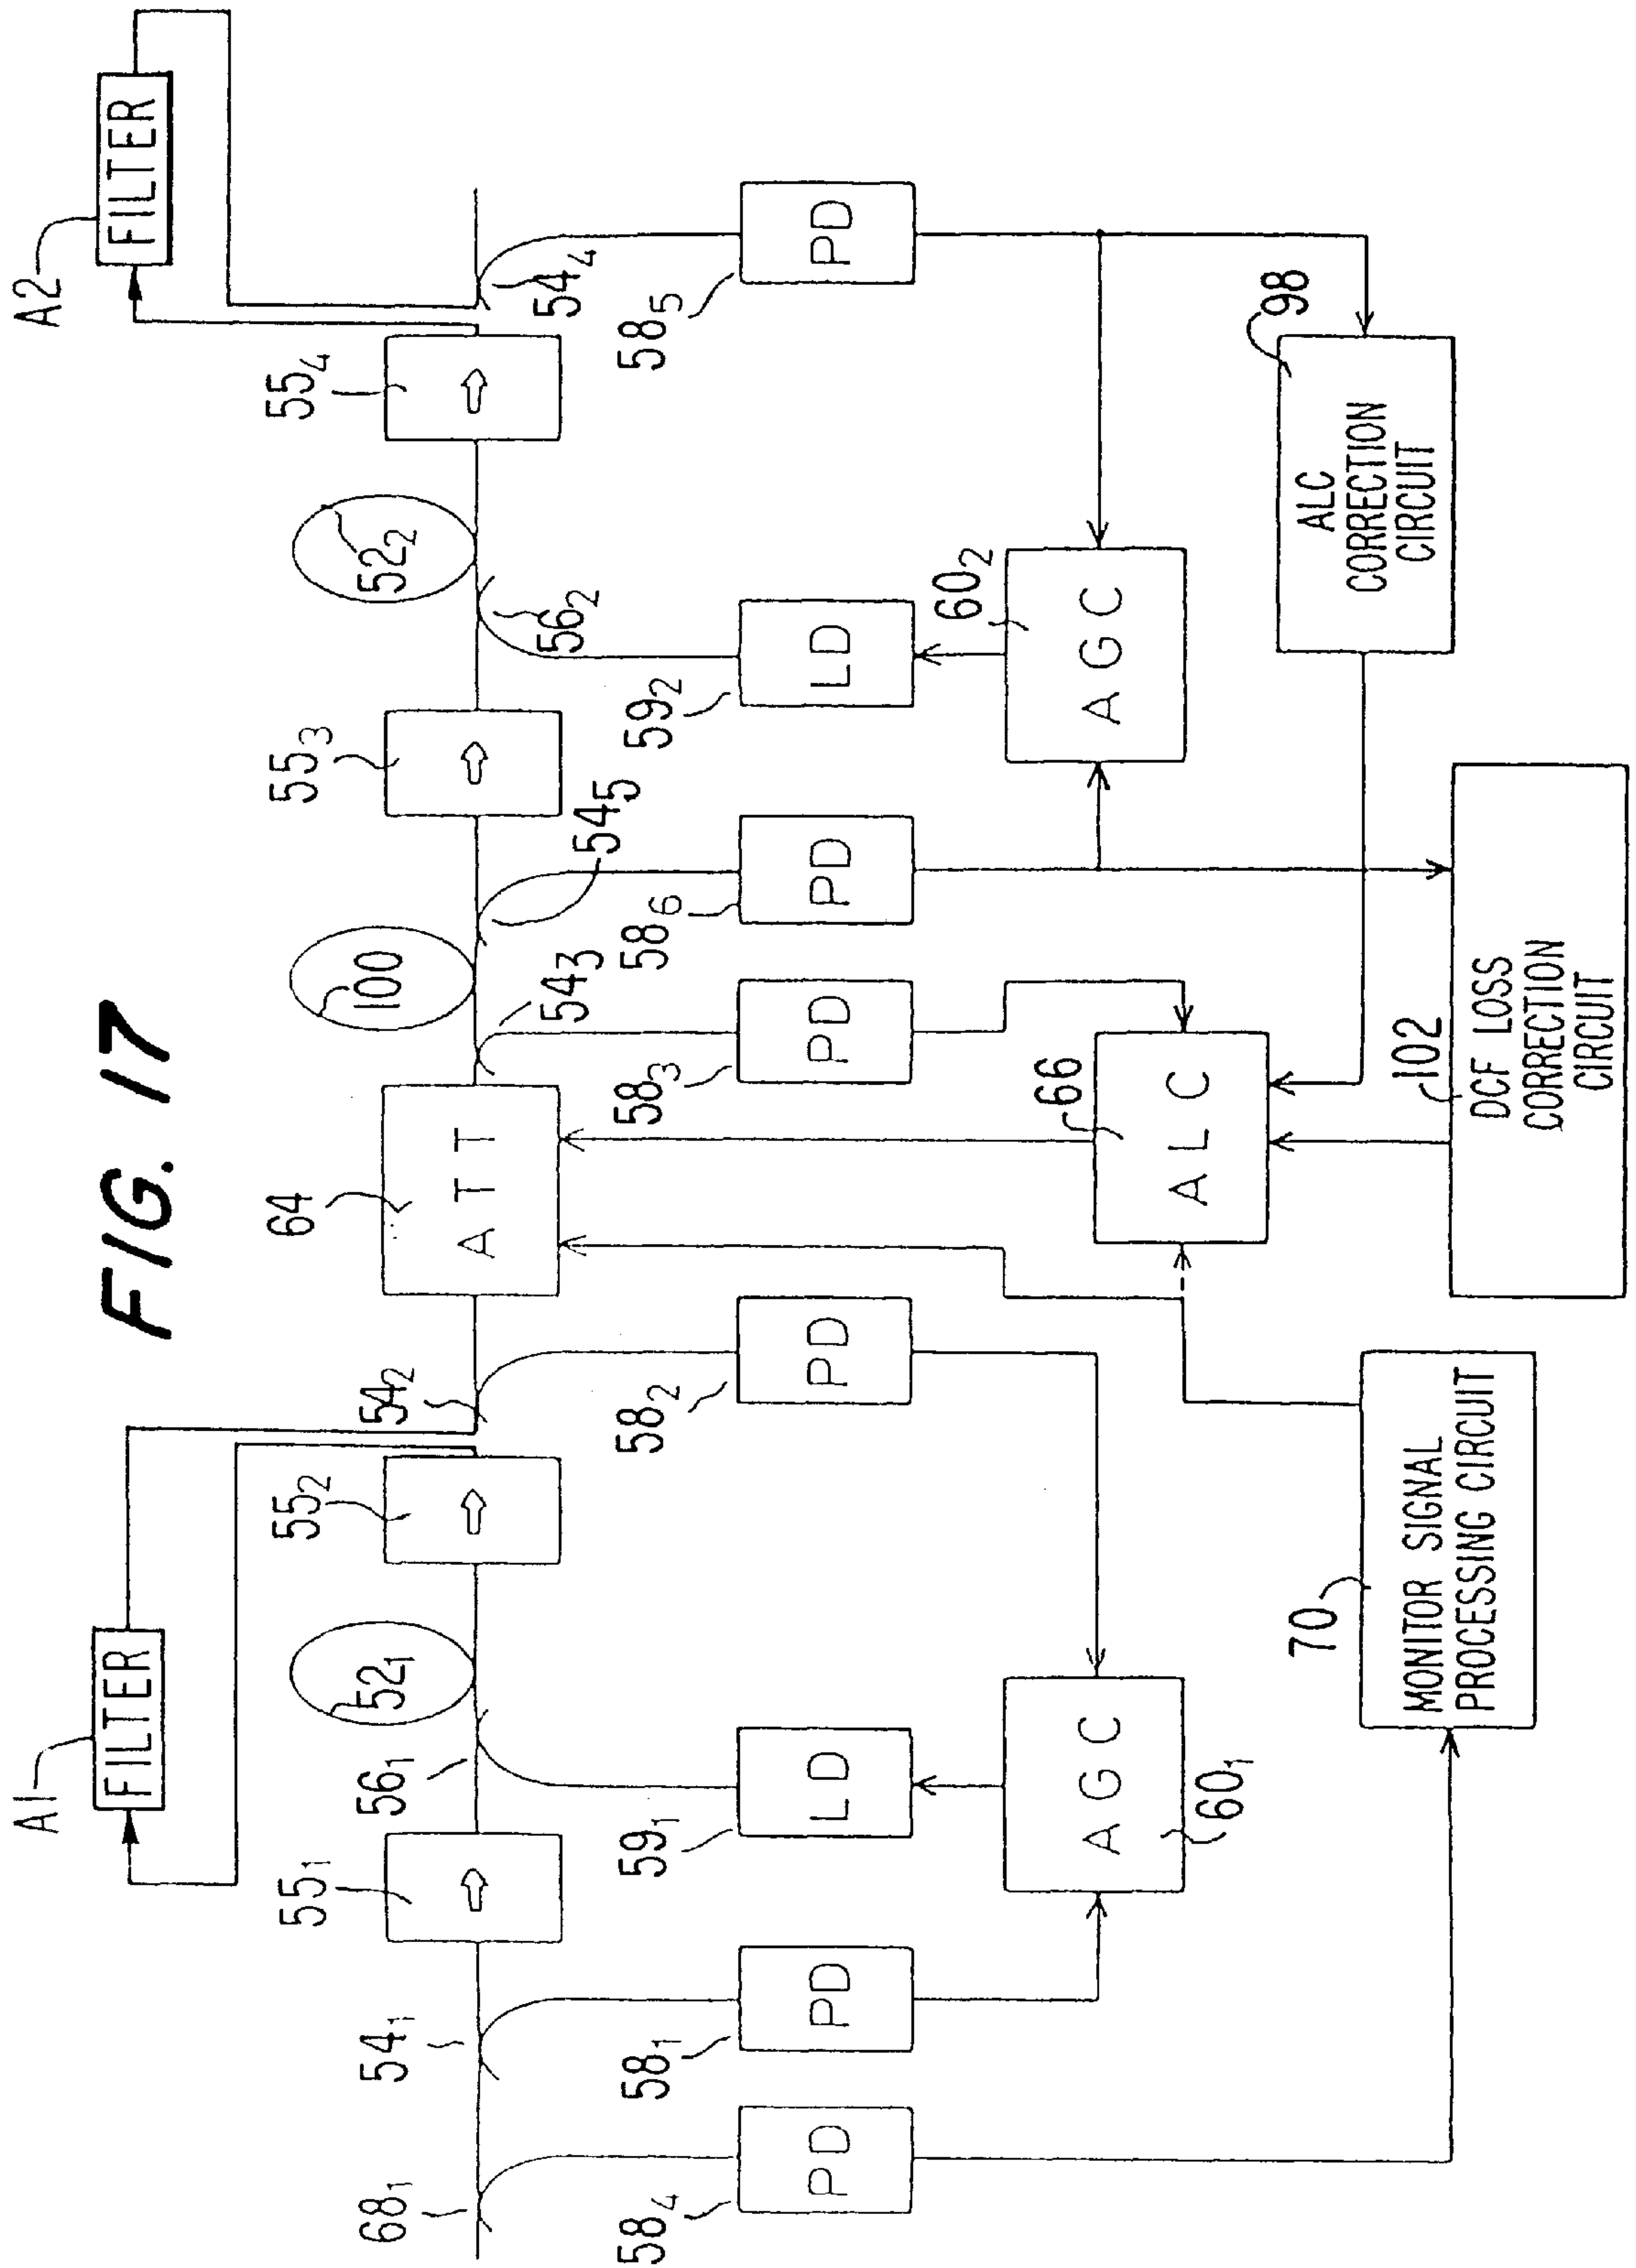 FIG. 17
A1
FILTER
A2
FILTER
68₁
54₁
55₁
56₁
52₁
55₂
54₂
64
ATT
54₃
100
54₅
55₃
56₂
52₂
55₄
54₄
58₄
PD
58₁
PD
59₁
LD
58₂
PD
58₃
PD
58₆
PD
59₂
LD
58₅
PD
AGC
60₁
66
ALC
AGC
60₂
70
MONITOR SIGNAL
PROCESSING CIRCUIT
102
DCF LOSS
CORRECTION
CIRCUIT
98
ALC
CORRECTION
CIRCUIT